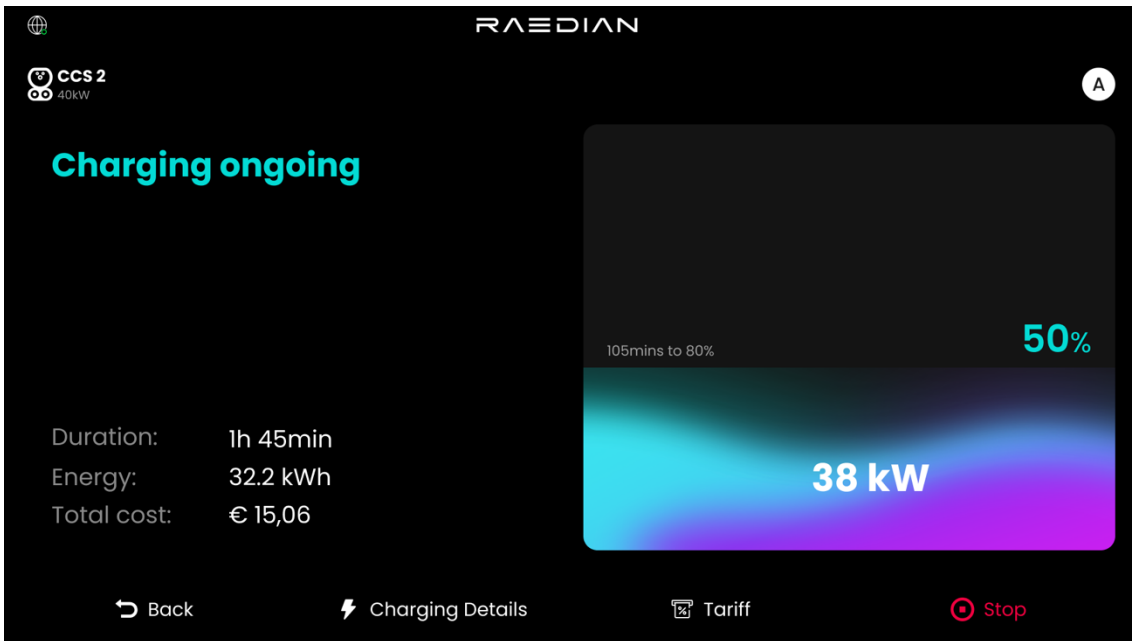 RAEDIAN
CCS 2
40kW
A
Charging ongoing
105mins to 80%
50%
Duration: 1h 45min
Energy: 32.2 kWh
Total cost: € 15,06
38 kW
Back
Charging Details
Tariff
Stop